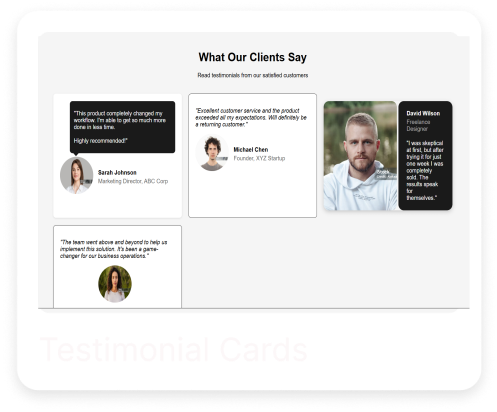 What Our Clients Say
Read testimonials from our satisfied customers
"This product completely changed my
workflow. I'm able to get so much more
done in less time.
Highly recommended!"
Sarah Johnson
Marketing Director, ABC Corp
"Excellent customer service and the product
exceeded all my expectations. Will definitely be
a returning customer."
Michael Chen
Founder, XYZ Startup
David Wilson
Freelance
Designer
"I was skeptical
at first, but after
trying it for just
one week I was
completely
sold. The
results speak
for
themselves."
"The team went above and beyond to help us
implement this solution. It's been a game-
changer for our business operations."
Testimonial Cards